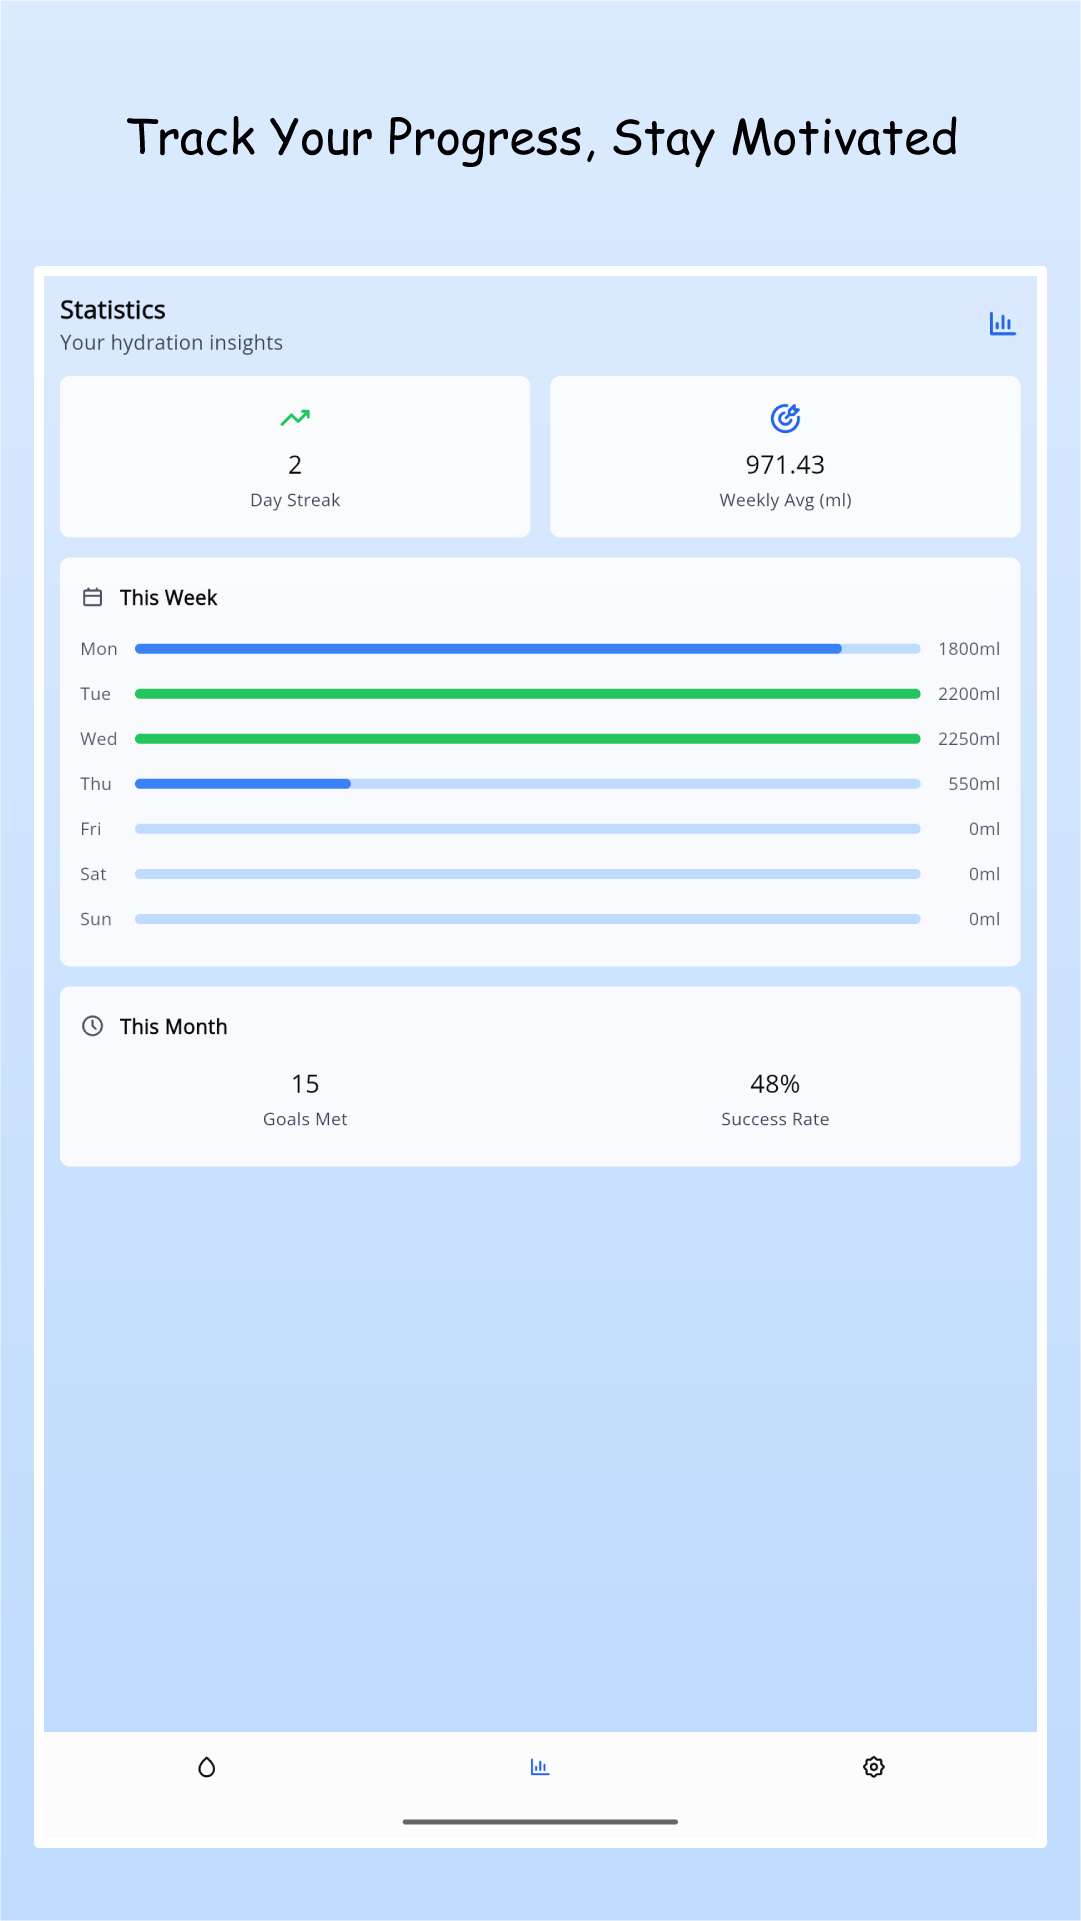 Track Your Progress, Stay Motivated
Statistics
Your hydration insights
2
Day Streak
971.43
Weekly Avg (ml)
This Week
Mon 1800ml
Tue 2200ml
Wed 2250ml
Thu 550ml
Fri 0ml
Sat 0ml
Sun 0ml
This Month
15
Goals Met
48%
Success Rate